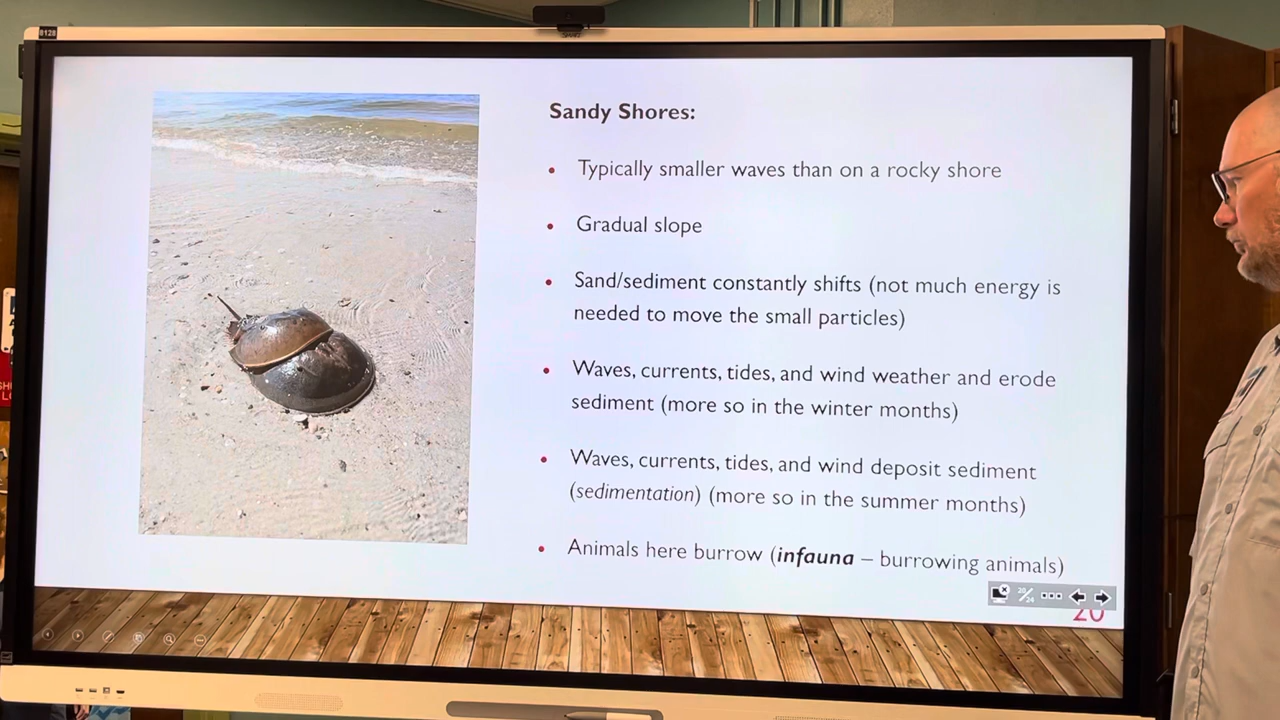 B128
SMART
Sandy Shores:
• Typically smaller waves than on a rocky shore
• Gradual slope
• Sand/sediment constantly shifts (not much energy is
needed to move the small particles)
• Waves, currents, tides, and wind weather and erode
sediment (more so in the winter months)
• Waves, currents, tides, and wind deposit sediment
(sedimentation) (more so in the summer months)
• Animals here burrow (infauna – burrowing animals)
20